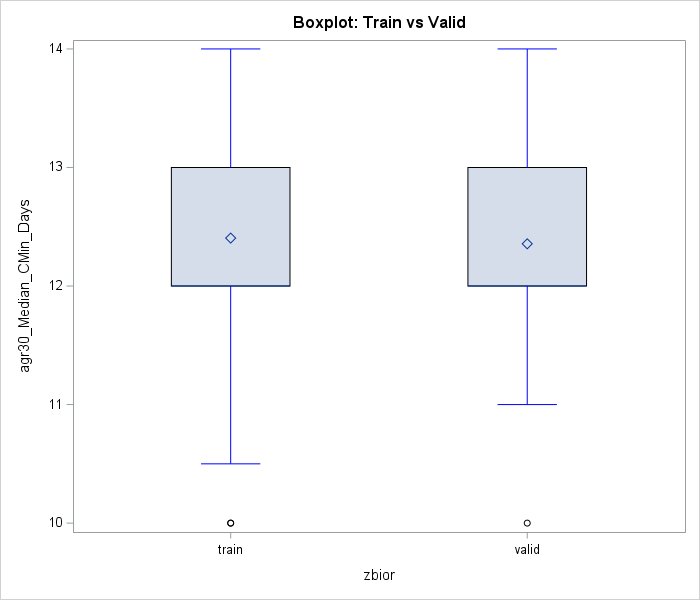 Boxplot: Train vs Valid
agr30_Median_CMin_Days
14
13
12
11
10
train
valid
zbior